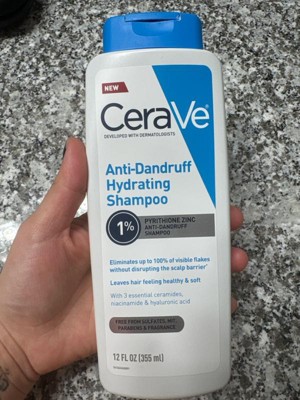 NEW
CeraVe
DEVELOPED WITH DERMATOLOGISTS
Anti-Dandruff
Hydrating
Shampoo
1%
PYRITHIONE ZINC
ANTI-DANDRUFF
SHAMPOO
Eliminates up to 100% of visible flakes
without disrupting the scalp barrier
Leaves hair feeling healthy & soft
With 3 essential ceramides,
niacinamide & hyaluronic acid
FREE FROM SULFATES,
PARABENS & FRAGRANCE
12 FL OZ (355 mL)